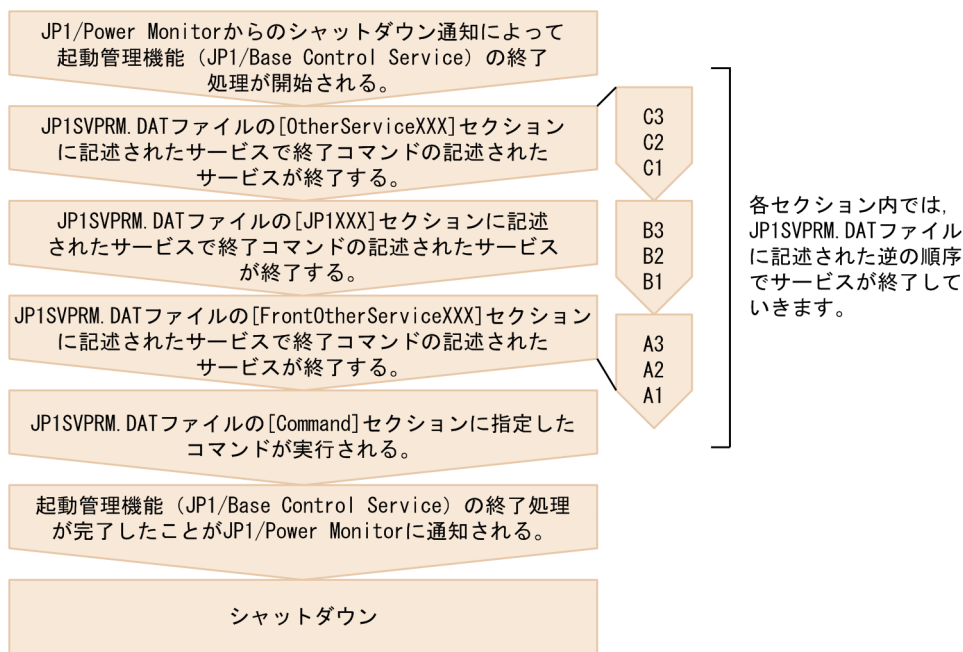 JP1/Power Monitorからのシャットダウン通知によって
起動管理機能（JP1/Base Control Service）の終了
処理が開始される。
JP1SVPRM.DATファイルの[OtherServiceXXX]セクション
に記述されたサービスで終了コマンドの記述された
サービスが終了する。
C3
C2
C1
JP1SVPRM.DATファイルの[JP1XXX]セクションに記述
されたサービスで終了コマンドの記述されたサービス
が終了する。
B3
B2
B1
各セクション内では，
JP1SVPRM.DATファイル
に記述された逆の順序
でサービスが終了して
いきます。
JP1SVPRM.DATファイルの[FrontOtherServiceXXX]セクション
に記述されたサービスで終了コマンドの記述された
サービスが終了する。
A3
A2
A1
JP1SVPRM.DATファイルの[Command]セクションに指定した
コマンドが実行される。
起動管理機能（JP1/Base Control Service）の終了処理
が完了したことがJP1/Power Monitorに通知される。
シャットダウン